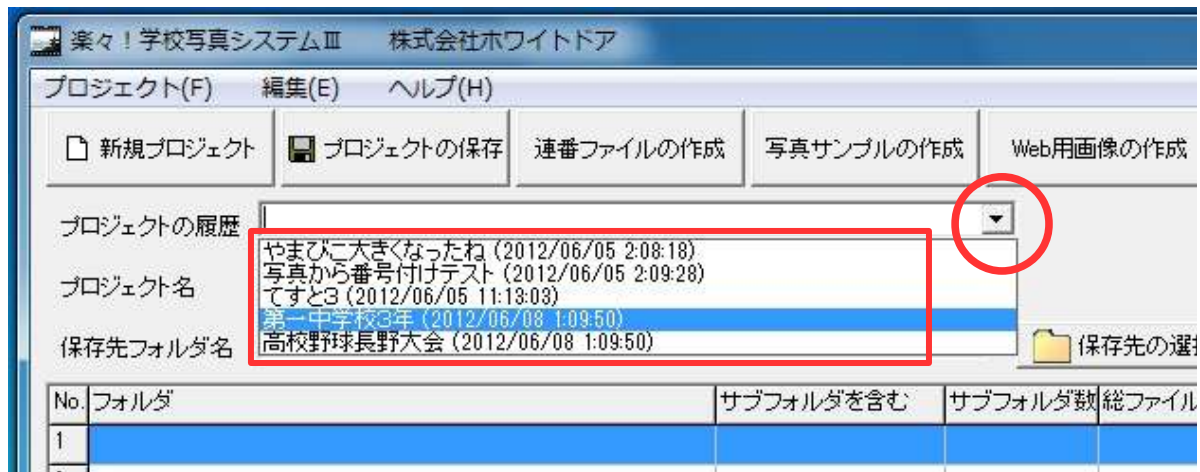 楽々！学校写真システムⅢ　　株式会社ホワイトドア
プロジェクト(F)　編集(E)　ヘルプ(H)
新規プロジェクト　プロジェクトの保存　連番ファイルの作成　写真サンプルの作成　Web用画像の作成
プロジェクトの履歴
やまびこ大きくなったね (2012/06/05 2:08:18)
写真から番号付けテスト (2012/06/05 2:09:28)
プロジェクト名
てすと3 (2012/06/05 11:13:03)
第一中学校3年 (2012/06/08 1:09:50)
保存先フォルダ名
高校野球長野大会 (2012/06/08 1:09:50)
保存先の選
No.　フォルダ　サブフォルダを含む　サブフォルダ数　総ファイル
1